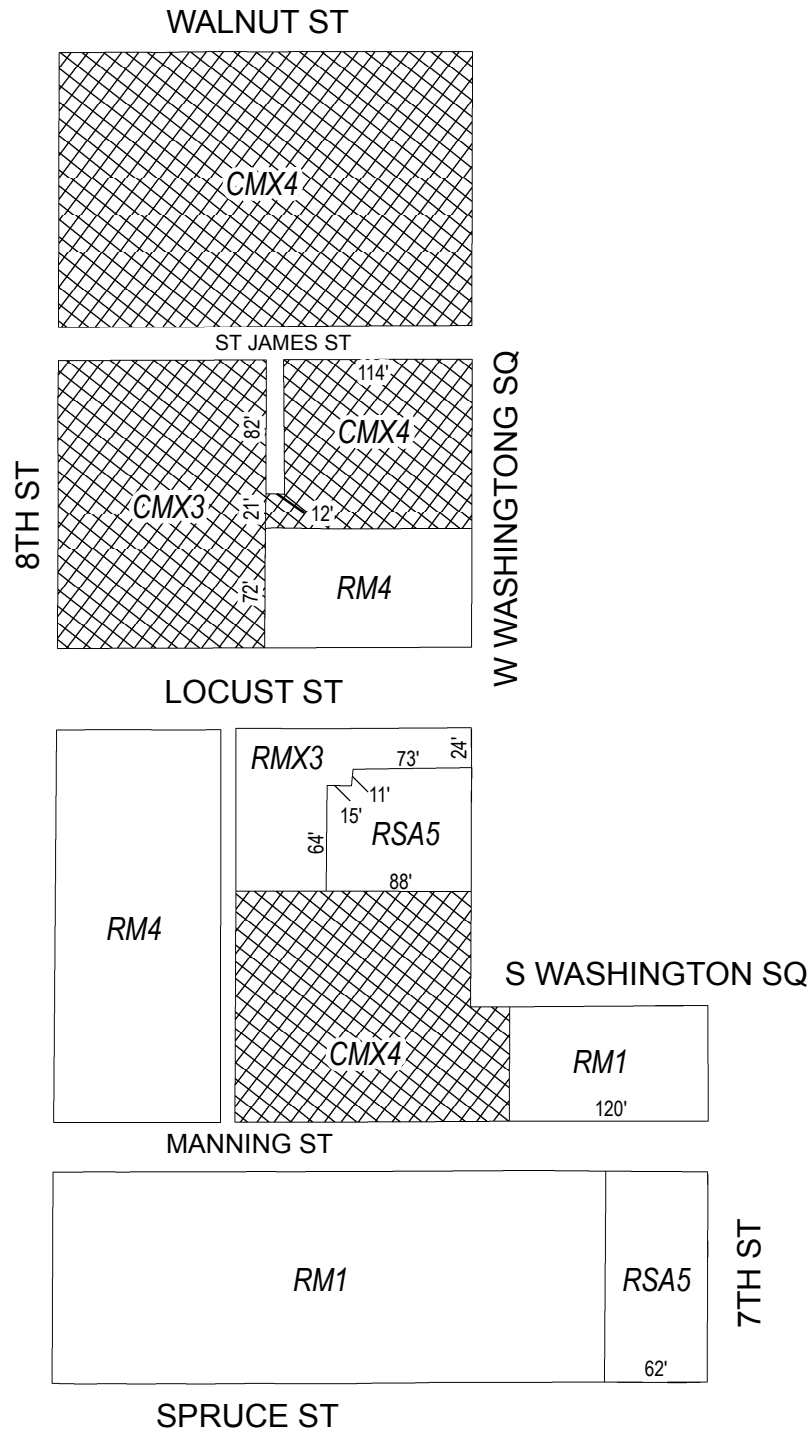 WALNUT ST
CMX4
ST JAMES ST
114'
82'
CMX4
W WASHINGTONG SQ
8TH ST
CMX3
21'
12'
72'
RM4
LOCUST ST
RMX3
24'
73'
11'
15'
64'
RSA5
88'
RM4
S WASHINGTON SQ
CMX4
RM1
120'
MANNING ST
RM1
RSA5
7TH ST
62'
SPRUCE ST